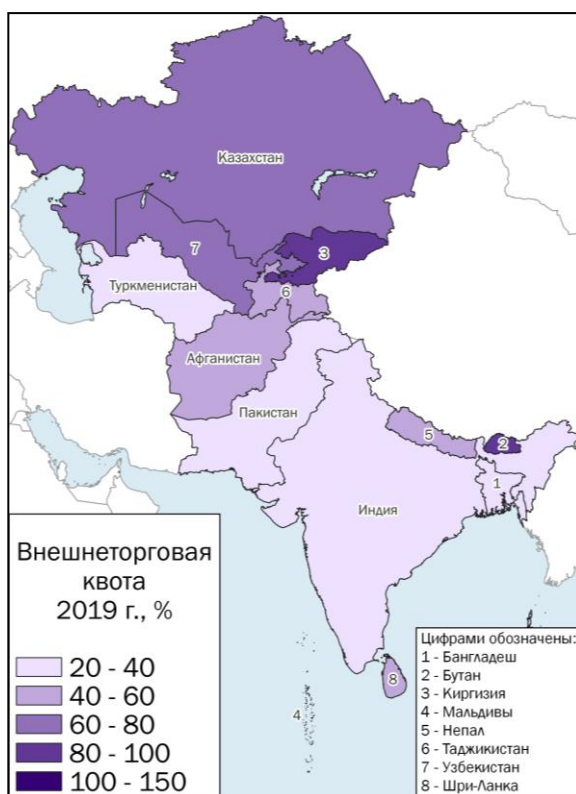 Казахстан
7
3
Туркменистан
6
Афганистан
Пакистан
5
2
1
Индия
8
4
Внешнеторговая
квота
2019 г., %
20 - 40
40 - 60
60 - 80
80 - 100
100 - 150
Цифрами обозначены:
1 - Бангладеш
2 - Бутан
3 - Киргизия
4 - Мальдивы
5 - Непал
6 - Таджикистан
7 - Узбекистан
8 - Шри-Ланка